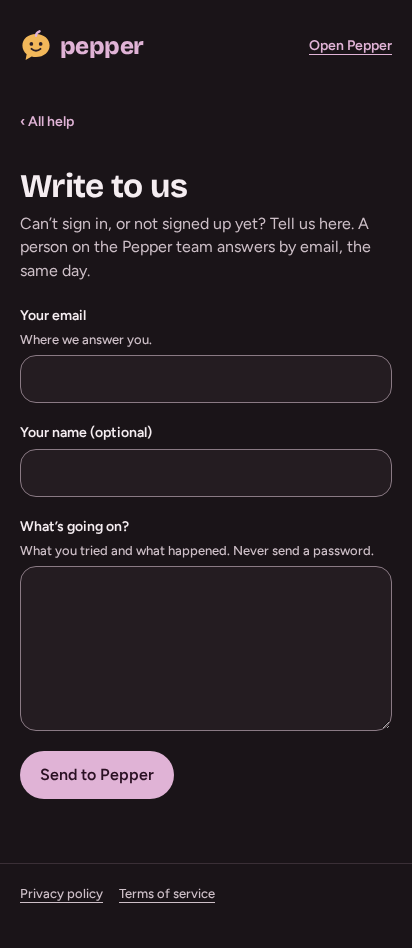 pepper
Open Pepper
‹ All help
Write to us
Can’t sign in, or not signed up yet? Tell us here. A
person on the Pepper team answers by email, the
same day.
Your email
Where we answer you.
Your name (optional)
What’s going on?
What you tried and what happened. Never send a password.
Send to Pepper
Privacy policy
Terms of service